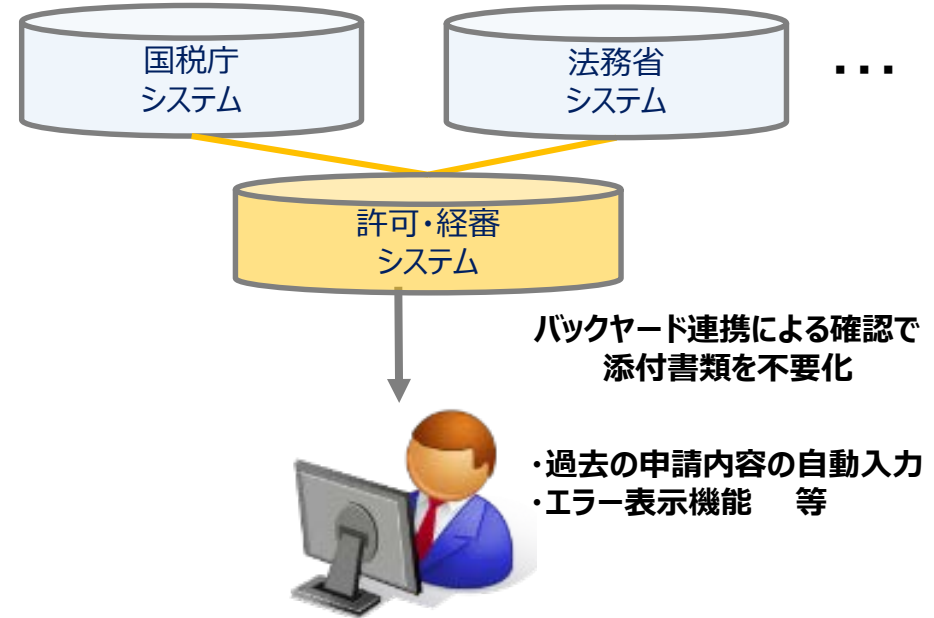 国税庁
システム
法務省
システム
・・・
許可・経審
システム
バックヤード連携による確認で
添付書類を不要化
・過去の申請内容の自動入力
・エラー表示機能　等